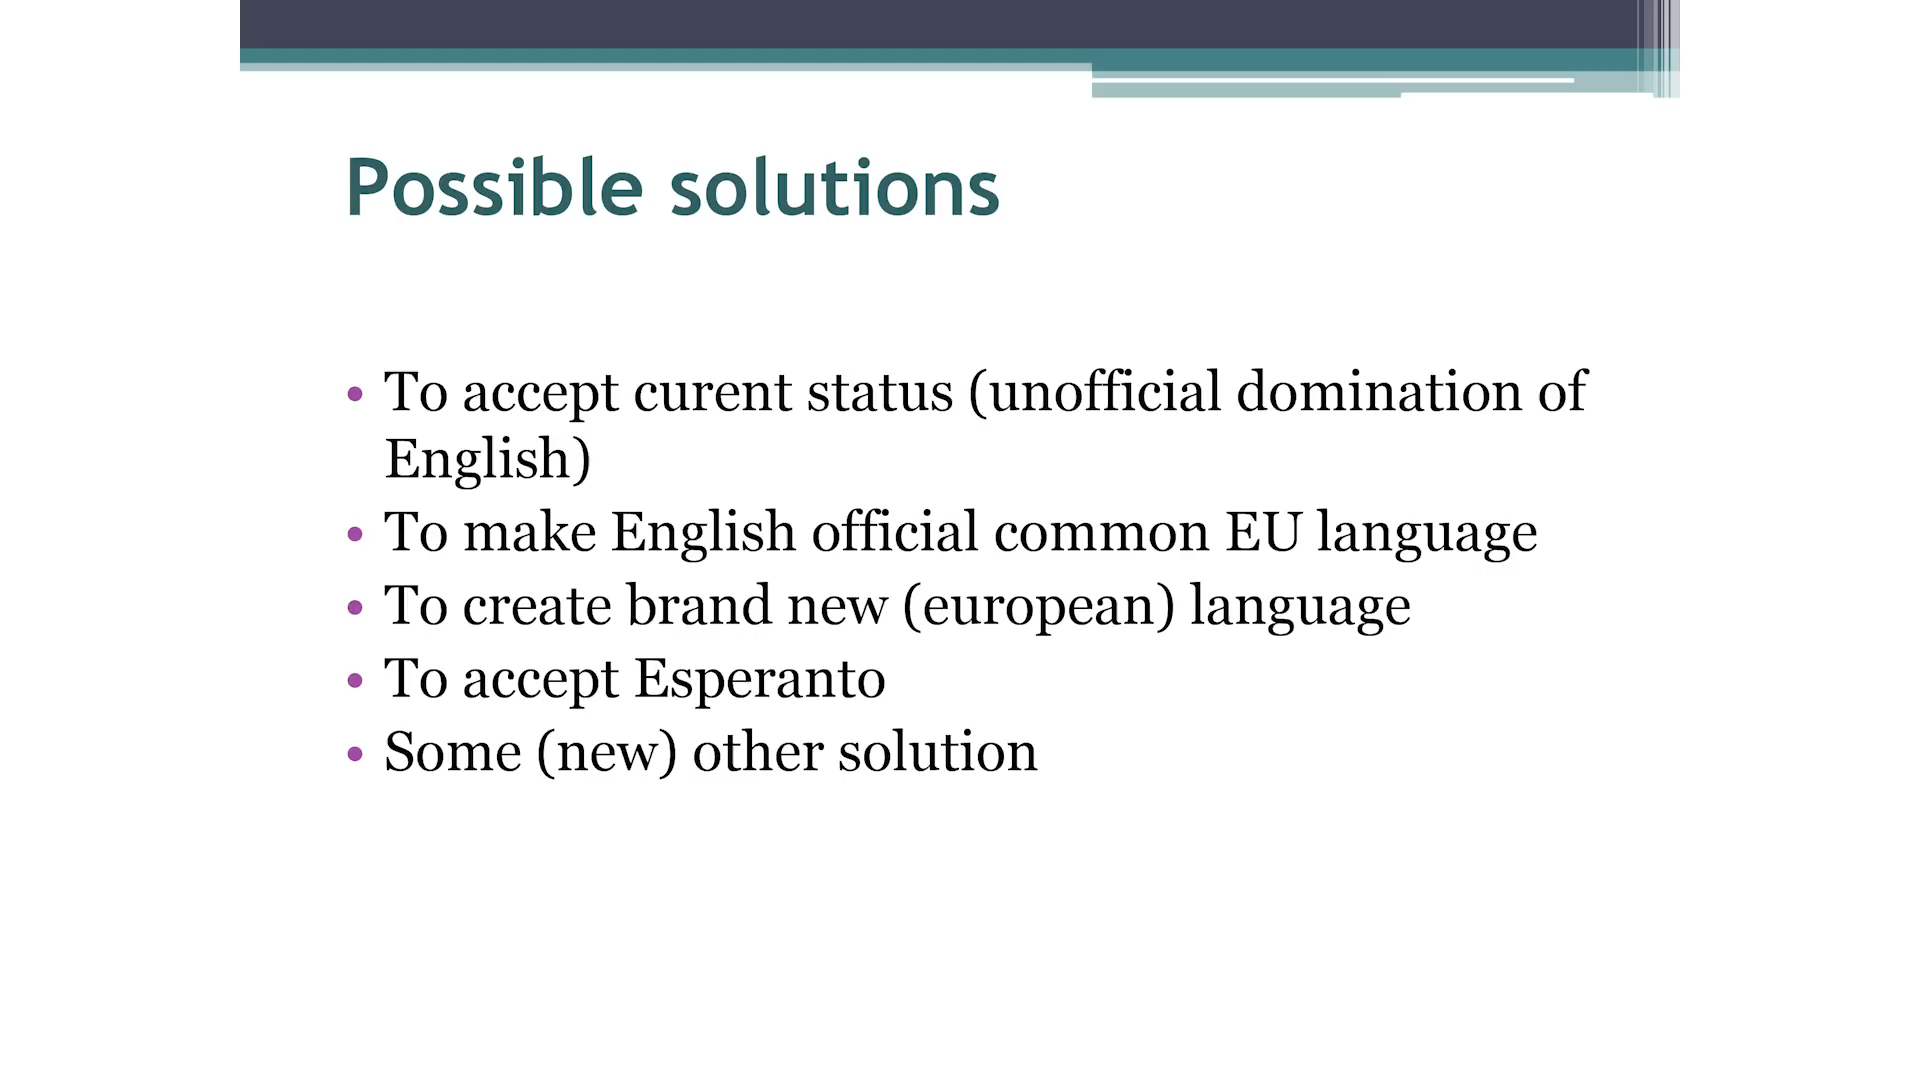 Possible solutions
• To accept curent status (unofficial domination of
English)
• To make English official common EU language
• To create brand new (european) language
• To accept Esperanto
• Some (new) other solution